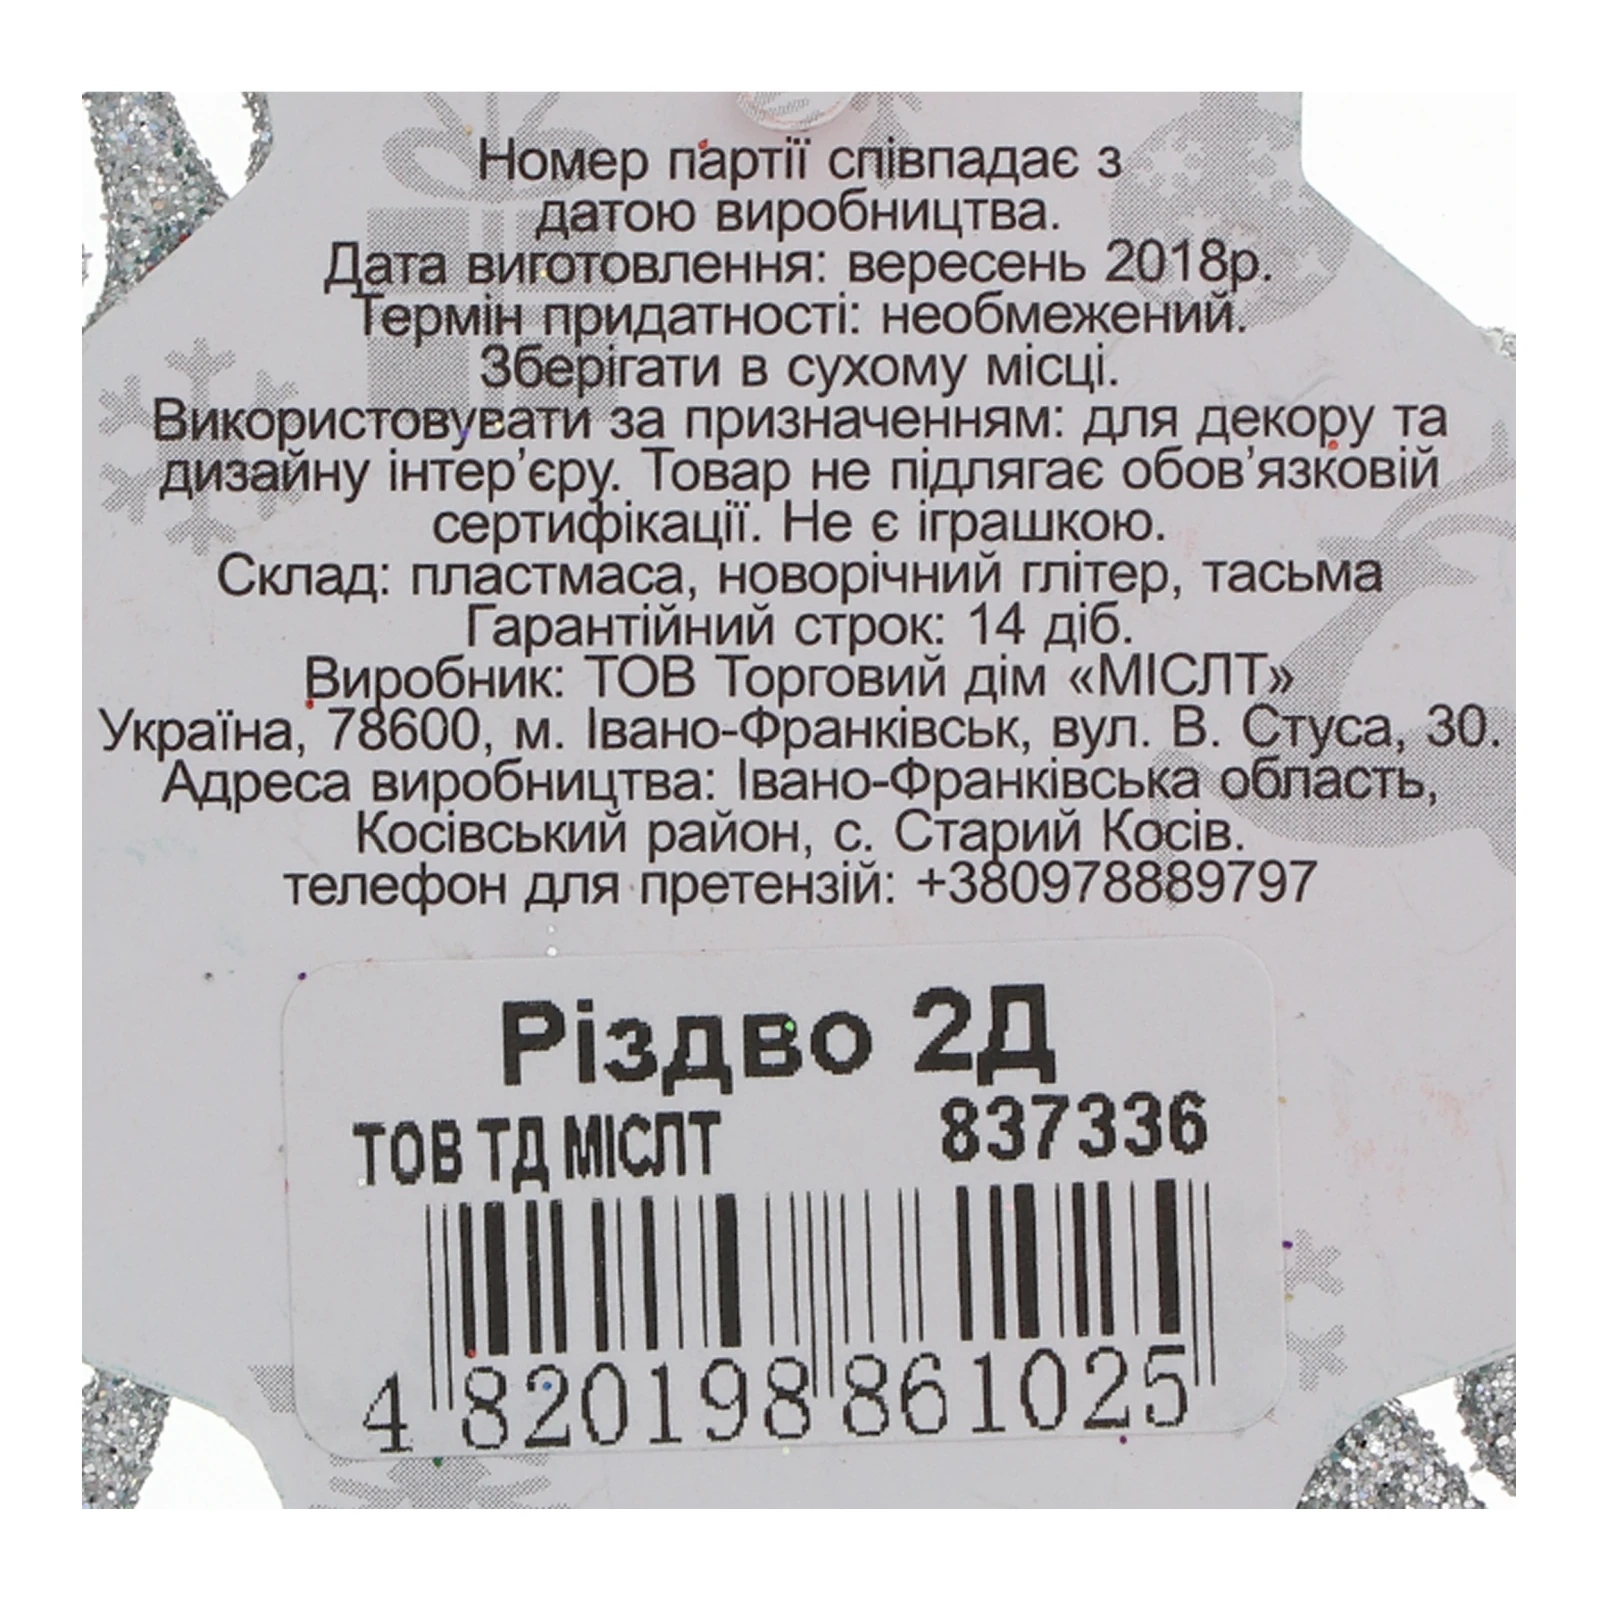 Номер партії співпадає з
датою виробництва.
Дата виготовлення: вересень 2018р.
Термін придатності: необмежений.
Зберігати в сухому місці.
Використовувати за призначенням: для декору та
дизайну інтер’єру. Товар не підлягає обов’язковій
сертифікації. Не є іграшкою.
Склад: пластмаса, новорічний глітер, тасьма
Гарантійний строк: 14 діб.
Виробник: ТОВ Торговий дім «МІСЛТ»
Україна, 78600, м. Івано-Франківськ, вул. В. Стуса, 30.
Адреса виробництва: Івано-Франківська область,
Косівський район, с. Старий Косів.
телефон для претензій: +380978889797
Різдво 2Д
ТОВ ТД МІСЛТ 837336
4 820198 861025